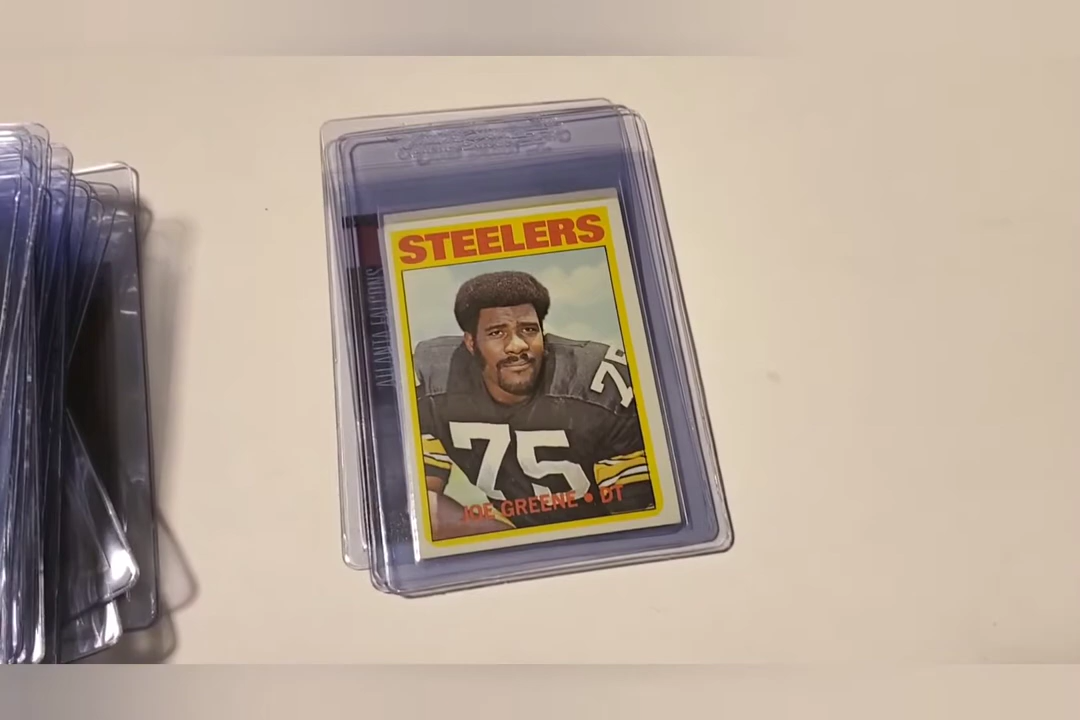 STEELERS
ATLANTA FALCONS
75
75
JOE GREENE • DT